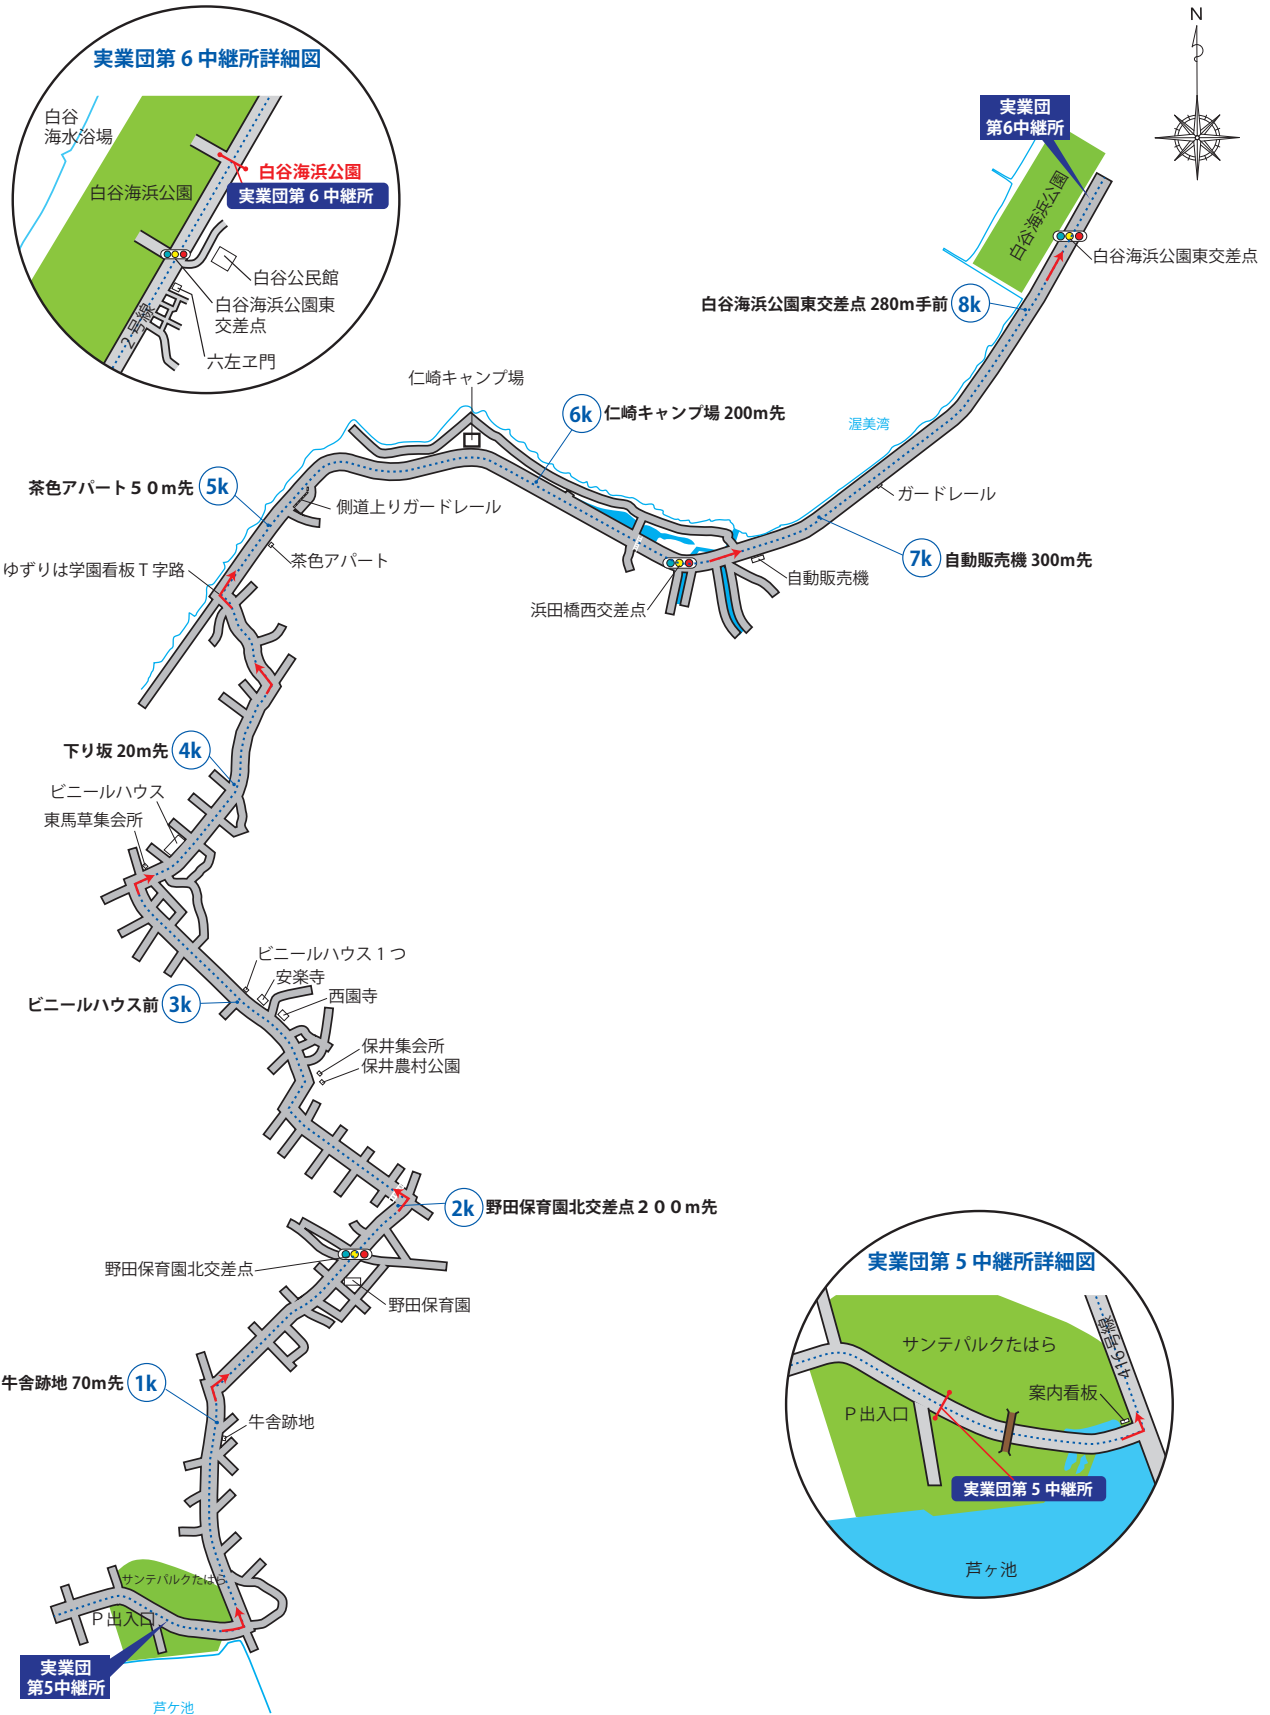 実業団第６中継所詳細図
白谷
海水浴場
白谷海浜公園
白谷海浜公園
実業団第６中継所
白谷公民館
白谷海浜公園東
交差点
2号線
六左ヱ門
N
実業団
第6中継所
白谷海浜公園
白谷海浜公園東交差点
白谷海浜公園東交差点 280m手前
8k
仁崎キャンプ場
6k
仁崎キャンプ場 200m先
渥美湾
茶色アパート５０m先
5k
側道上りガードレール
ガードレール
茶色アパート
7k
自動販売機 300m先
ゆずりは学園看板Ｔ字路
自動販売機
浜田橋西交差点
下り坂 20m先
4k
ビニールハウス
東馬草集会所
ビニールハウス１つ
安楽寺
西園寺
ビニールハウス前
3k
保井集会所
保井農村公園
2k
野田保育園北交差点２００m先
野田保育園北交差点
野田保育園
牛舎跡地 70m先
1k
牛舎跡地
実業団第５中継所詳細図
サンテパルクたはら
416号線
案内看板
Ｐ出入口
実業団第５中継所
芦ヶ池
サンテパルクたはら
Ｐ出入口
実業団
第5中継所
芦ケ池